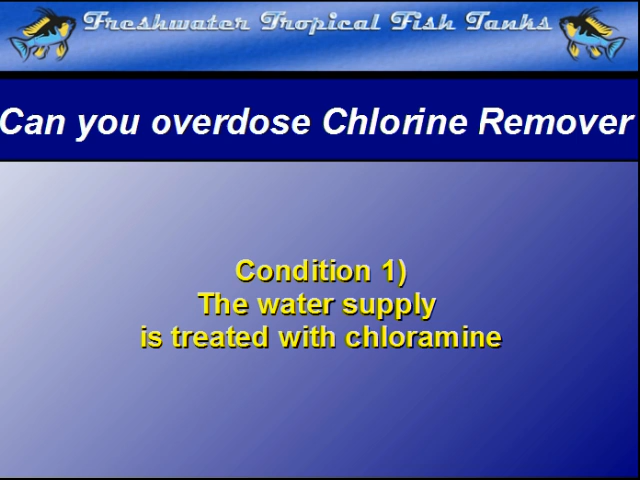 Freshwater Tropical Fish Tanks
Can you overdose Chlorine Remover
Condition 1)
The water supply
is treated with chloramine